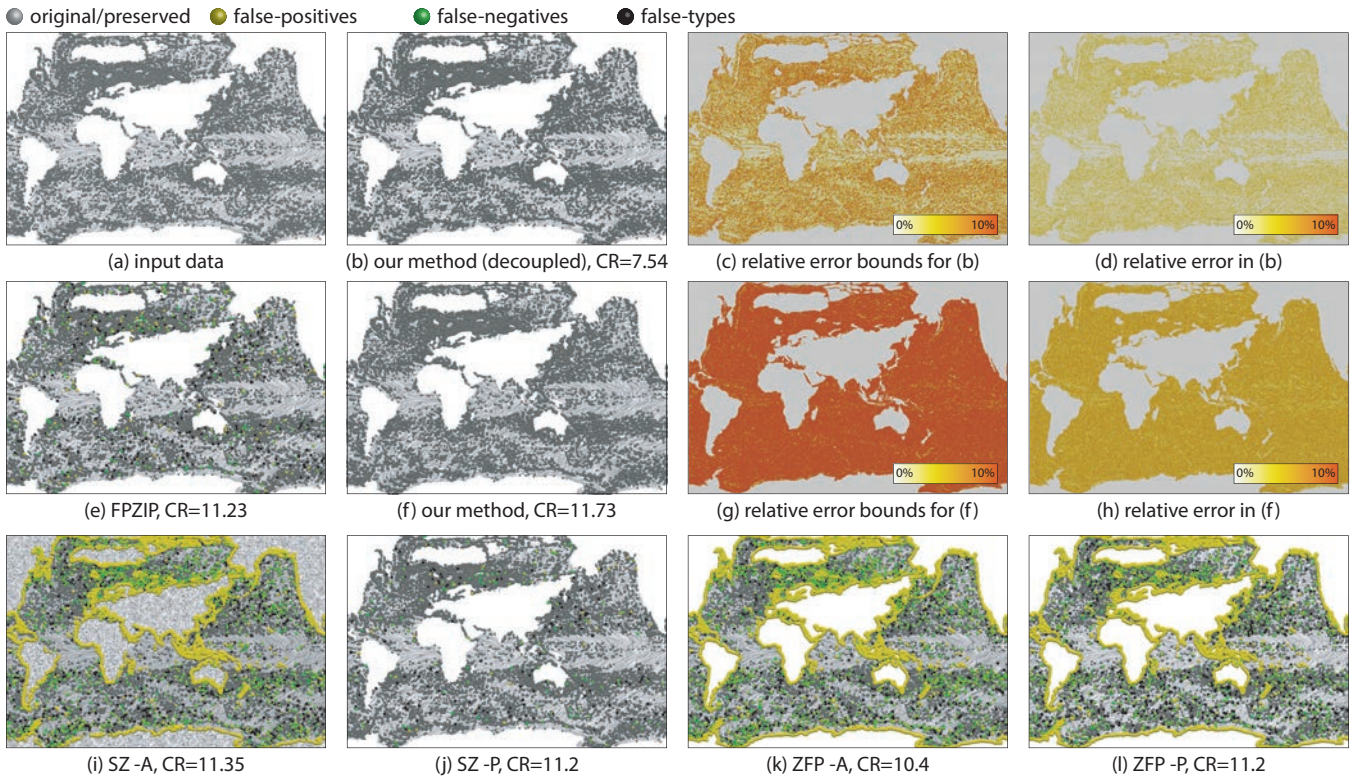 original/preserved false-positives false-negatives false-types
(a) input data
(b) our method (decoupled), CR=7.54
0% 10%
(c) relative error bounds for (b)
0% 10%
(d) relative error in (b)
(e) FPZIP, CR=11.23
(f) our method, CR=11.73
0% 10%
(g) relative error bounds for (f)
0% 10%
(h) relative error in (f)
(i) SZ -A, CR=11.35
(j) SZ -P, CR=11.2
(k) ZFP -A, CR=10.4
(l) ZFP -P, CR=11.2